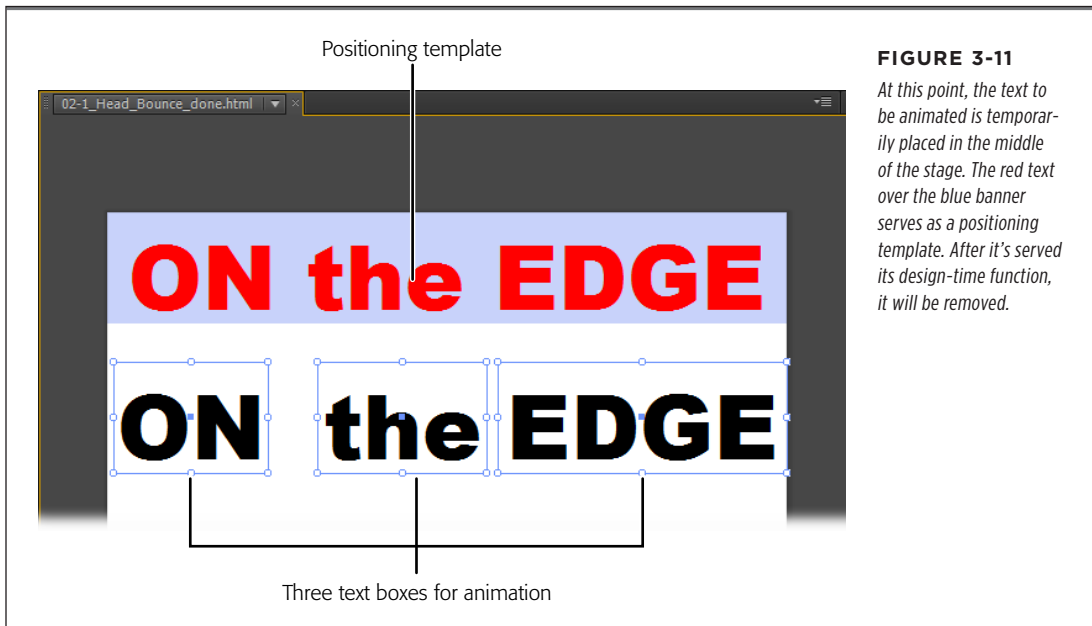 Positioning template
02-1_Head_Bounce_done.html
ON the EDGE
ON the EDGE
Three text boxes for animation
FIGURE 3-11
At this point, the text to
be animated is temporar-
ily placed in the middle
of the stage. The red text
over the blue banner
serves as a positioning
template. After it’s served
its design-time function,
it will be removed.